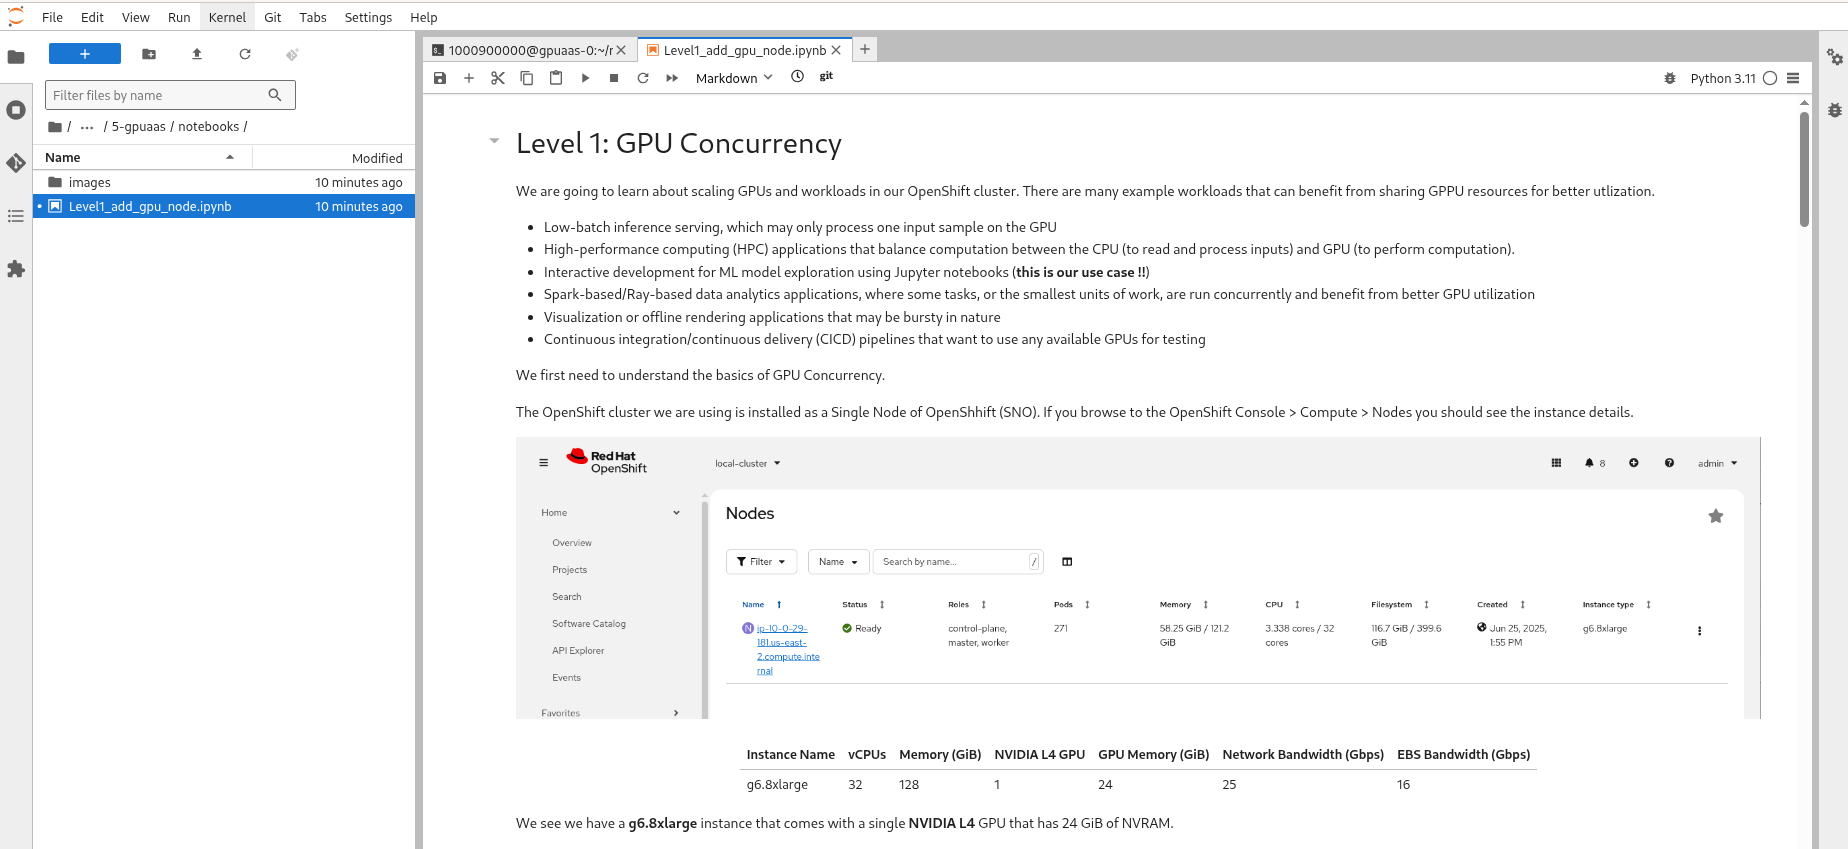 File Edit View Run Kernel Git Tabs Settings Help
+
Filter files by name
/ ··· / 5-gpuaas / notebooks /
Name Modified
images 10 minutes ago
Level1_add_gpu_node.ipynb 10 minutes ago
1000900000@gpuaas-0:~/r
Level1_add_gpu_node.ipynb
Markdown git Python 3.11
Level 1: GPU Concurrency
We are going to learn about scaling GPUs and workloads in our OpenShift cluster. There are many example workloads that can benefit from sharing GPPU resources for better utlization.
• Low-batch inference serving, which may only process one input sample on the GPU
• High-performance computing (HPC) applications that balance computation between the CPU (to read and process inputs) and GPU (to perform computation).
• Interactive development for ML model exploration using Jupyter notebooks (this is our use case !!)
• Spark-based/Ray-based data analytics applications, where some tasks, or the smallest units of work, are run concurrently and benefit from better GPU utilization
• Visualization or offline rendering applications that may be bursty in nature
• Continuous integration/continuous delivery (CICD) pipelines that want to use any available GPUs for testing
We first need to understand the basics of GPU Concurrency.
The OpenShift cluster we are using is installed as a Single Node of OpenShhift (SNO). If you browse to the OpenShift Console > Compute > Nodes you should see the instance details.
Red Hat
OpenShift
local-cluster
8
admin
Home
Overview
Projects
Search
Software Catalog
API Explorer
Events
Favorites
Nodes
Filter Name Search by name... /
Name Status Roles Pods Memory CPU Filesystem Created Instance type
N ip-10-0-29- Ready control-plane, 271 58.25 GiB / 121.2 3.338 cores / 32 116.7 GiB / 399.6 Jun 25, 2025, g6.8xlarge
181.us-east- master, worker GiB cores GiB 1:55 PM
2.compute.inte
rnal
Instance Name vCPUs Memory (GiB) NVIDIA L4 GPU GPU Memory (GiB) Network Bandwidth (Gbps) EBS Bandwidth (Gbps)
g6.8xlarge 32 128 1 24 25 16
We see we have a g6.8xlarge instance that comes with a single NVIDIA L4 GPU that has 24 GiB of NVRAM.